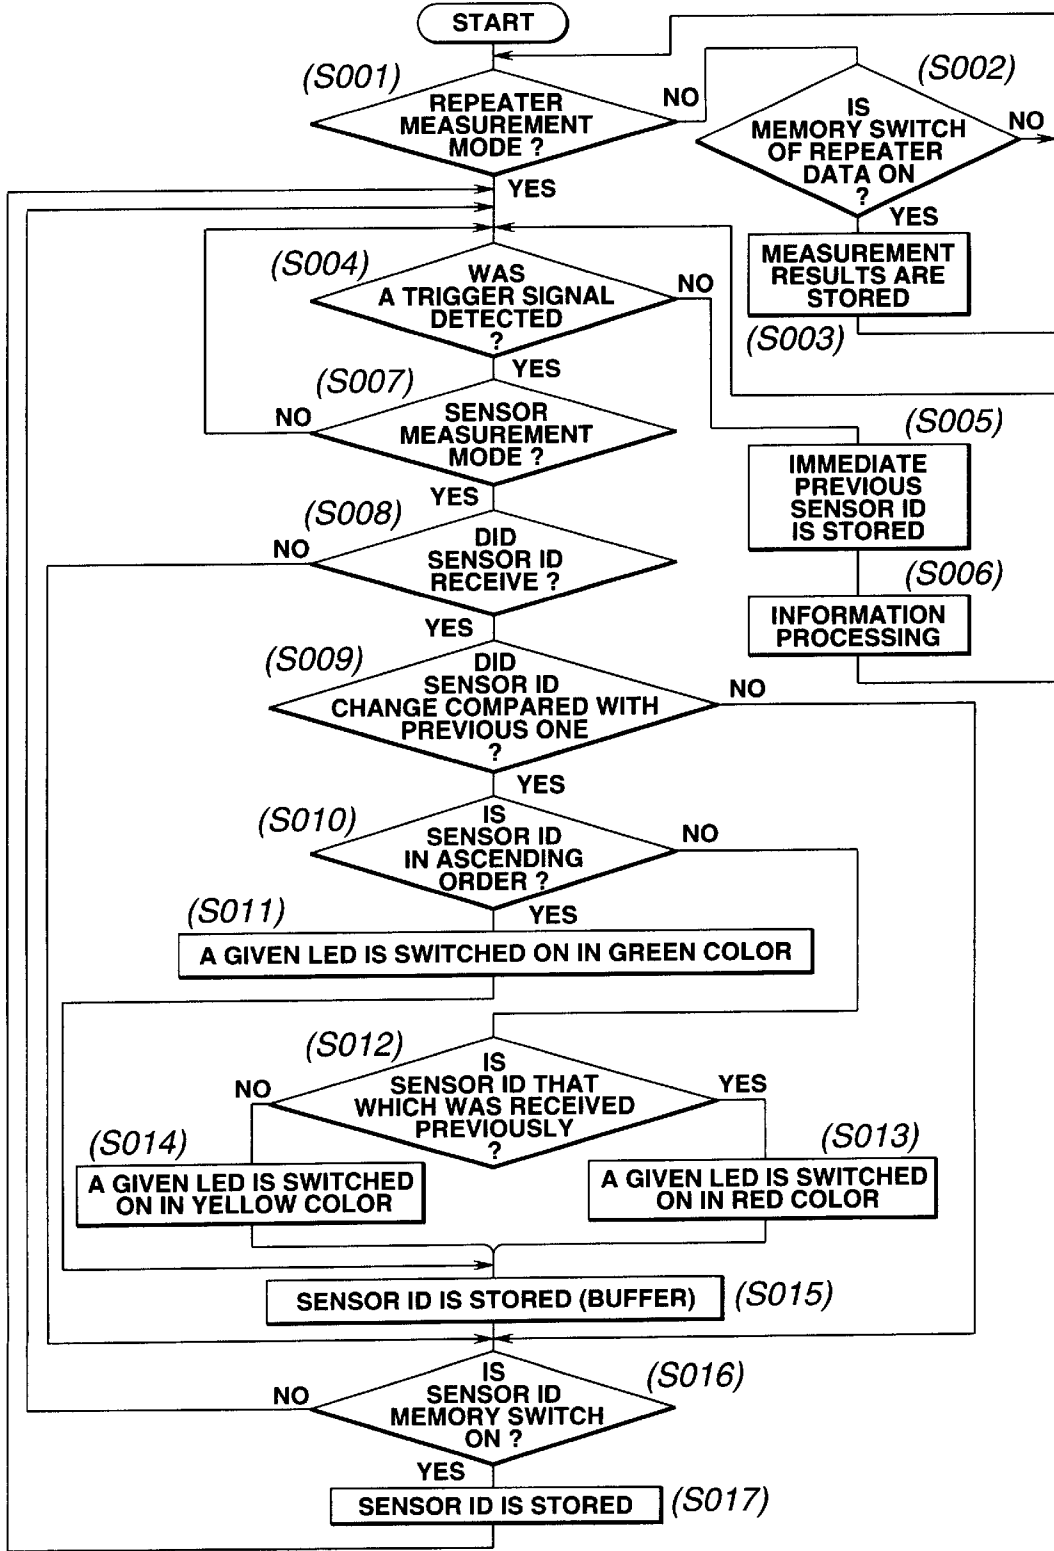 START
(S001)
REPEATER
MEASUREMENT
MODE ?
NO
YES
(S002)
IS
MEMORY SWITCH
OF REPEATER
DATA ON
?
NO
YES
MEASUREMENT
RESULTS ARE
STORED
(S003)
(S004)
WAS
A TRIGGER SIGNAL
DETECTED
?
NO
YES
(S005)
IMMEDIATE
PREVIOUS
SENSOR ID
IS STORED
(S006)
INFORMATION
PROCESSING
(S007)
SENSOR
MEASUREMENT
MODE ?
NO
YES
(S008)
DID
SENSOR ID
RECEIVE ?
NO
YES
(S009)
DID
SENSOR ID
CHANGE COMPARED WITH
PREVIOUS ONE
?
NO
YES
(S010)
IS
SENSOR ID
IN ASCENDING
ORDER ?
NO
YES
(S011)
A GIVEN LED IS SWITCHED ON IN GREEN COLOR
(S012)
IS
SENSOR ID THAT
WHICH WAS RECEIVED
PREVIOUSLY
?
NO
YES
(S014)
A GIVEN LED IS SWITCHED
ON IN YELLOW COLOR
(S013)
A GIVEN LED IS SWITCHED
ON IN RED COLOR
SENSOR ID IS STORED (BUFFER)
(S015)
IS
SENSOR ID
MEMORY SWITCH
ON ?
(S016)
NO
YES
SENSOR ID IS STORED
(S017)